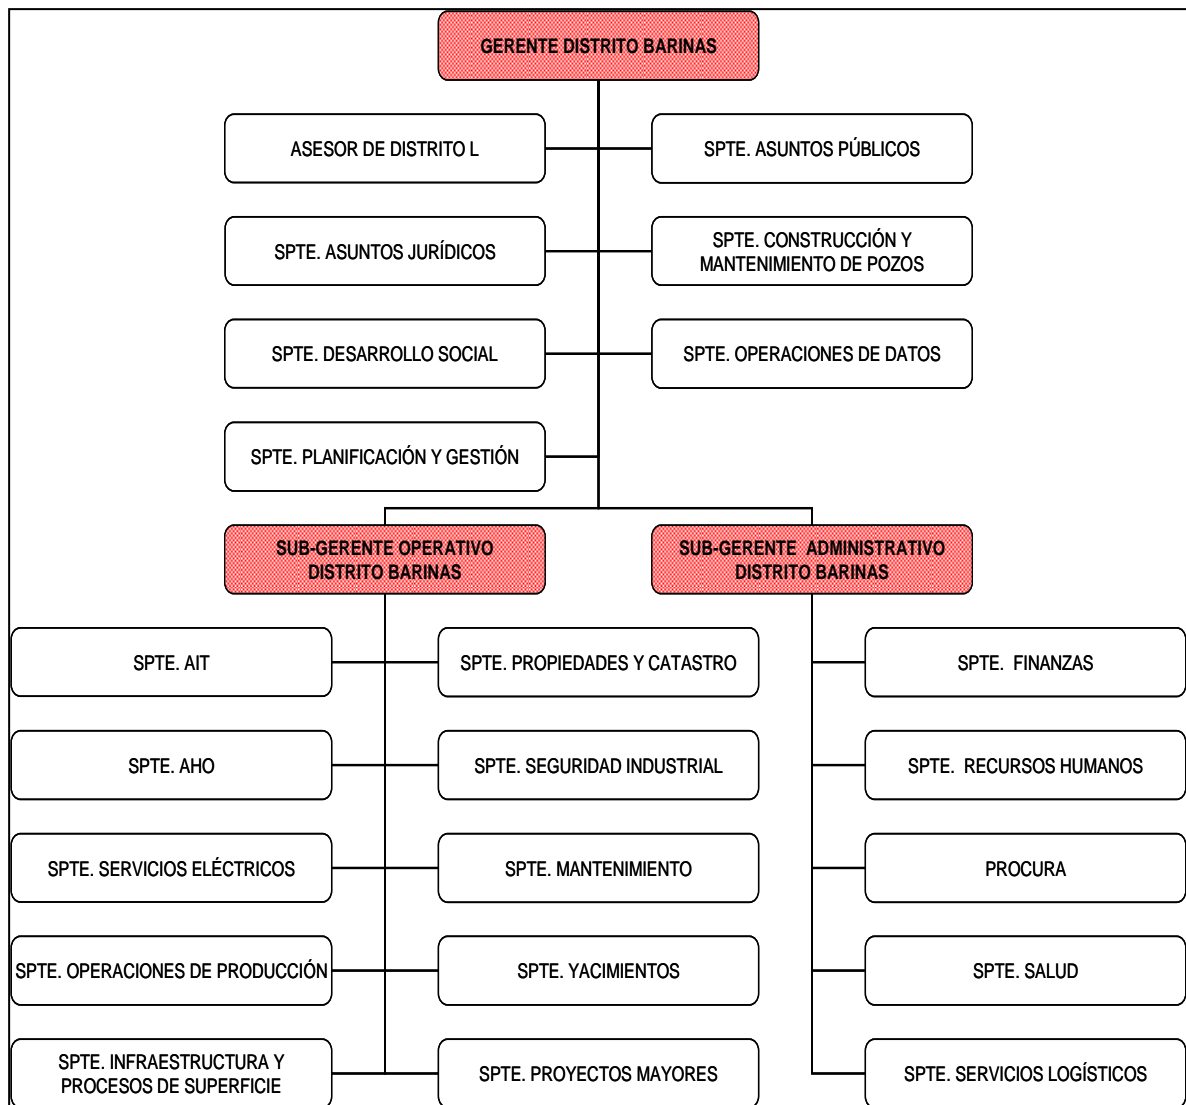 GERENTE DISTRITO BARINAS
ASESOR DE DISTRITO L
SPTE. ASUNTOS PÚBLICOS
SPTE. ASUNTOS JURÍDICOS
SPTE. CONSTRUCCIÓN Y
MANTENIMIENTO DE POZOS
SPTE. DESARROLLO SOCIAL
SPTE. OPERACIONES DE DATOS
SPTE. PLANIFICACIÓN Y GESTIÓN
SUB-GERENTE OPERATIVO
DISTRITO BARINAS
SUB-GERENTE ADMINISTRATIVO
DISTRITO BARINAS
SPTE. AIT
SPTE. PROPIEDADES Y CATASTRO
SPTE. FINANZAS
SPTE. AHO
SPTE. SEGURIDAD INDUSTRIAL
SPTE. RECURSOS HUMANOS
SPTE. SERVICIOS ELÉCTRICOS
SPTE. MANTENIMIENTO
PROCURA
SPTE. OPERACIONES DE PRODUCCIÓN
SPTE. YACIMIENTOS
SPTE. SALUD
SPTE. INFRAESTRUCTURA Y
PROCESOS DE SUPERFICIE
SPTE. PROYECTOS MAYORES
SPTE. SERVICIOS LOGÍSTICOS